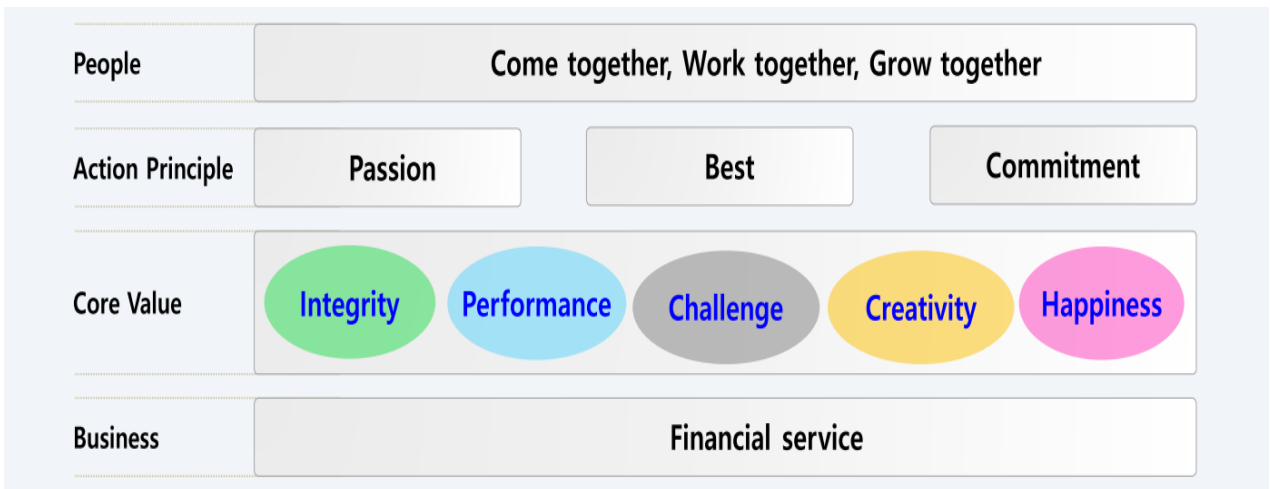 People
Come together, Work together, Grow together
Action Principle
Passion
Best
Commitment
Core Value
Integrity
Performance
Challenge
Creativity
Happiness
Business
Financial service